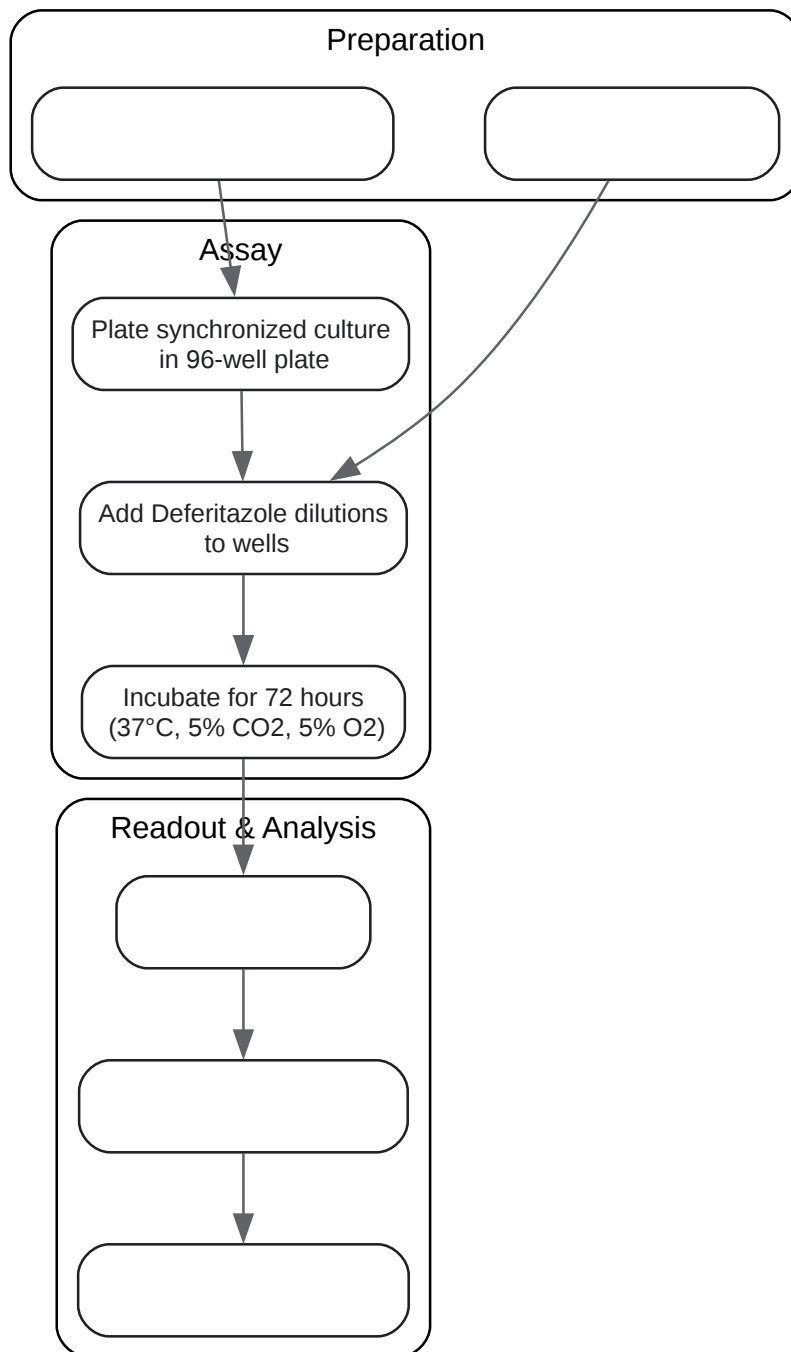 Preparation
Assay
Plate synchronized culture
in 96-well plate
Add Deferitazole dilutions
to wells
Incubate for 72 hours
(37°C, 5% CO2, 5% O2)
Readout & Analysis